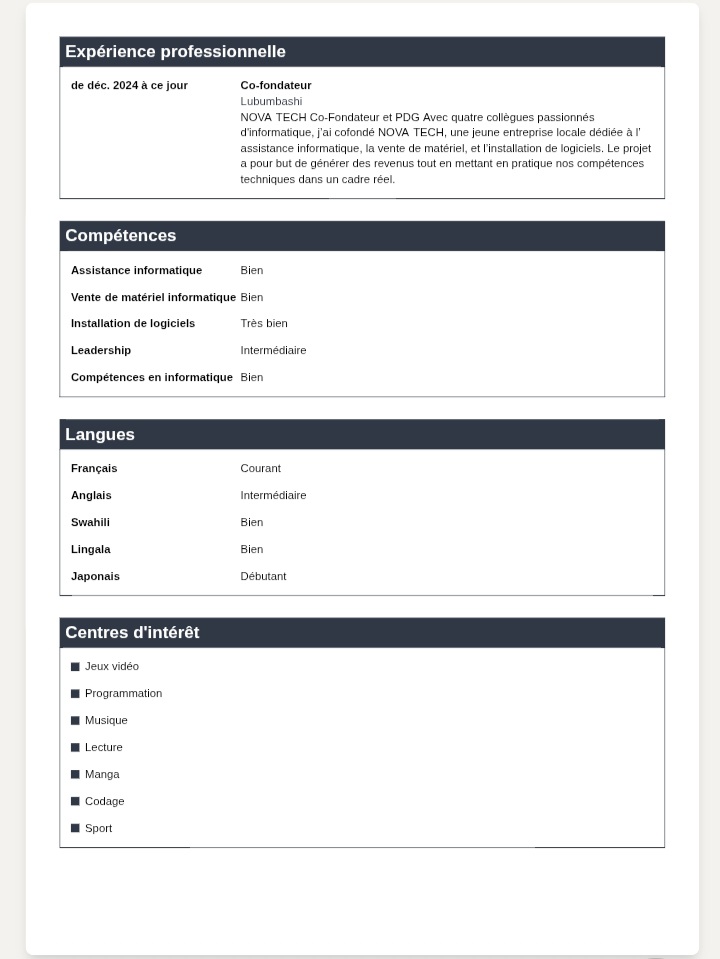 Expérience professionnelle
de déc. 2024 à ce jour Co-fondateur
Lubumbashi
NOVA TECH Co-Fondateur et PDG Avec quatre collègues passionnés
d'informatique, j'ai cofondé NOVA TECH, une jeune entreprise locale dédiée à l'
assistance informatique, la vente de matériel, et l'installation de logiciels. Le projet
a pour but de générer des revenus tout en mettant en pratique nos compétences
techniques dans un cadre réel.
Compétences
Assistance informatique Bien
Vente de matériel informatique Bien
Installation de logiciels Très bien
Leadership Intermédiaire
Compétences en informatique Bien
Langues
Français Courant
Anglais Intermédiaire
Swahili Bien
Lingala Bien
Japonais Débutant
Centres d'intérêt
Jeux vidéo
Programmation
Musique
Lecture
Manga
Codage
Sport